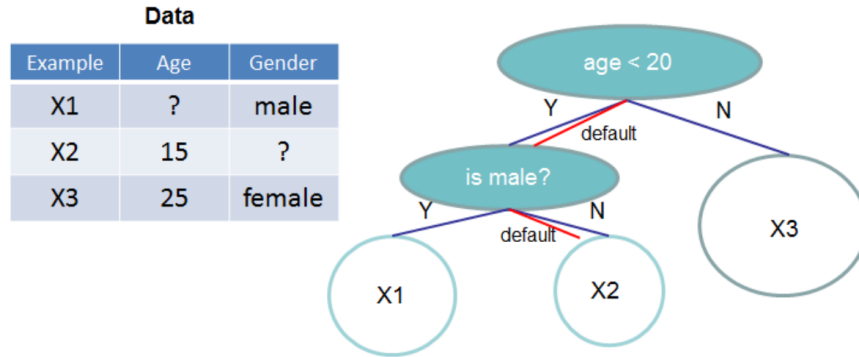 Data
Example Age Gender
X1 ? male
X2 15 ?
X3 25 female
age < 20
Y N
default
is male?
Y N
default
X1 X2 X3